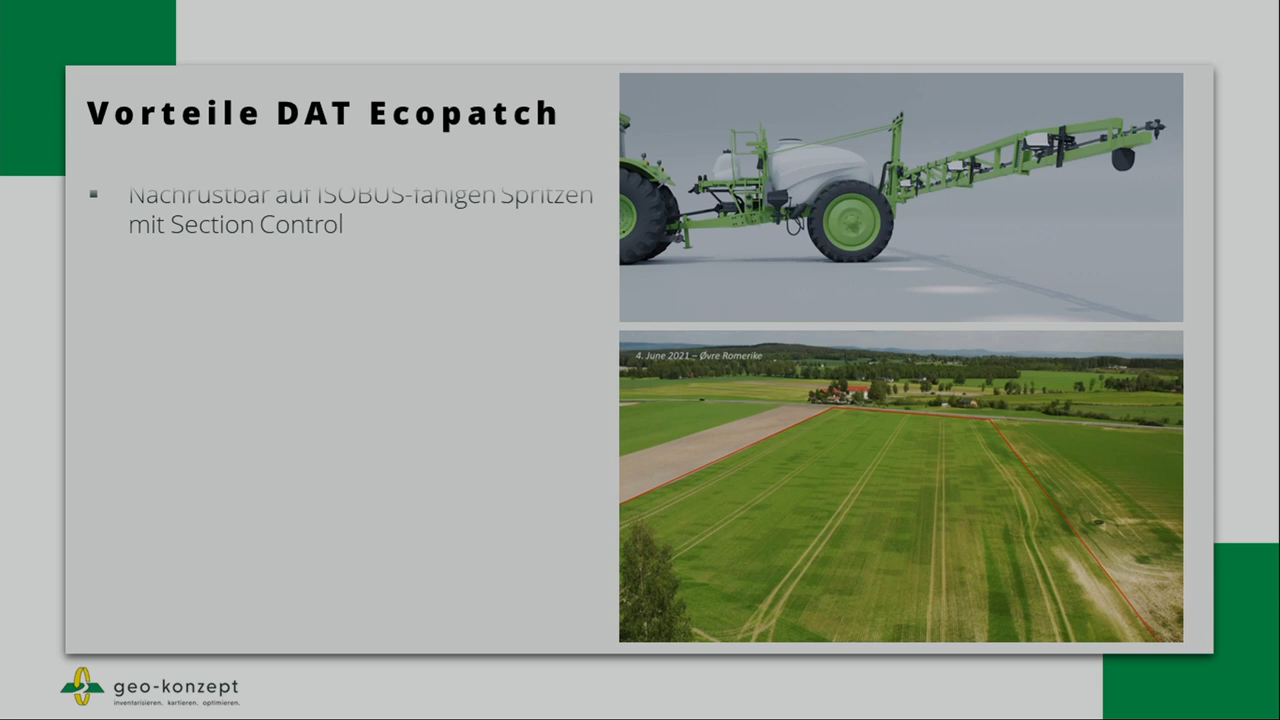 Vorteile DAT Ecopatch
▪ Nachrüstbar auf ISOBUS-fähigen Spritzen
mit Section Control
4. June 2021 – Øvre Romerike
geo-konzept
inventarisieren. kartieren. optimieren.